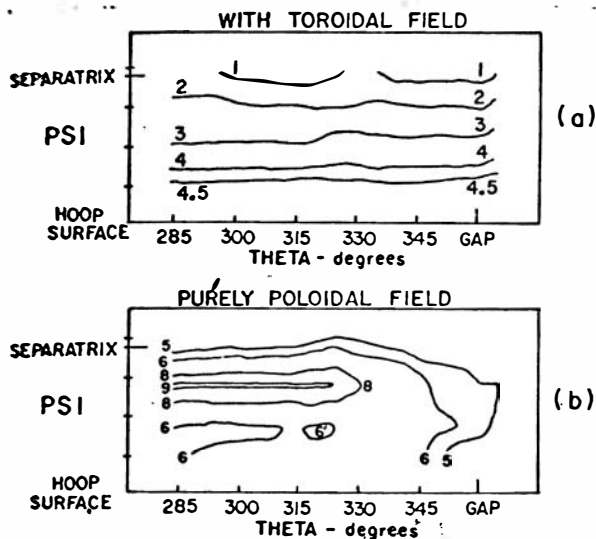 WITH TOROIDAL FIELD
1 1
SEPARATRIX
2 2
(a)
PSI
3 3
4 4
4.5 4.5
HOOP
SURFACE
285 300 315 330 345 GAP
THETA - degrees
PURELY POLOIDAL FIELD
SEPARATRIX
5
6
8
9 8
PSI
(b)
8
6 6
6 6 5
HOOP
SURFACE
285 300 315 330 345 GAP
THETA - degrees